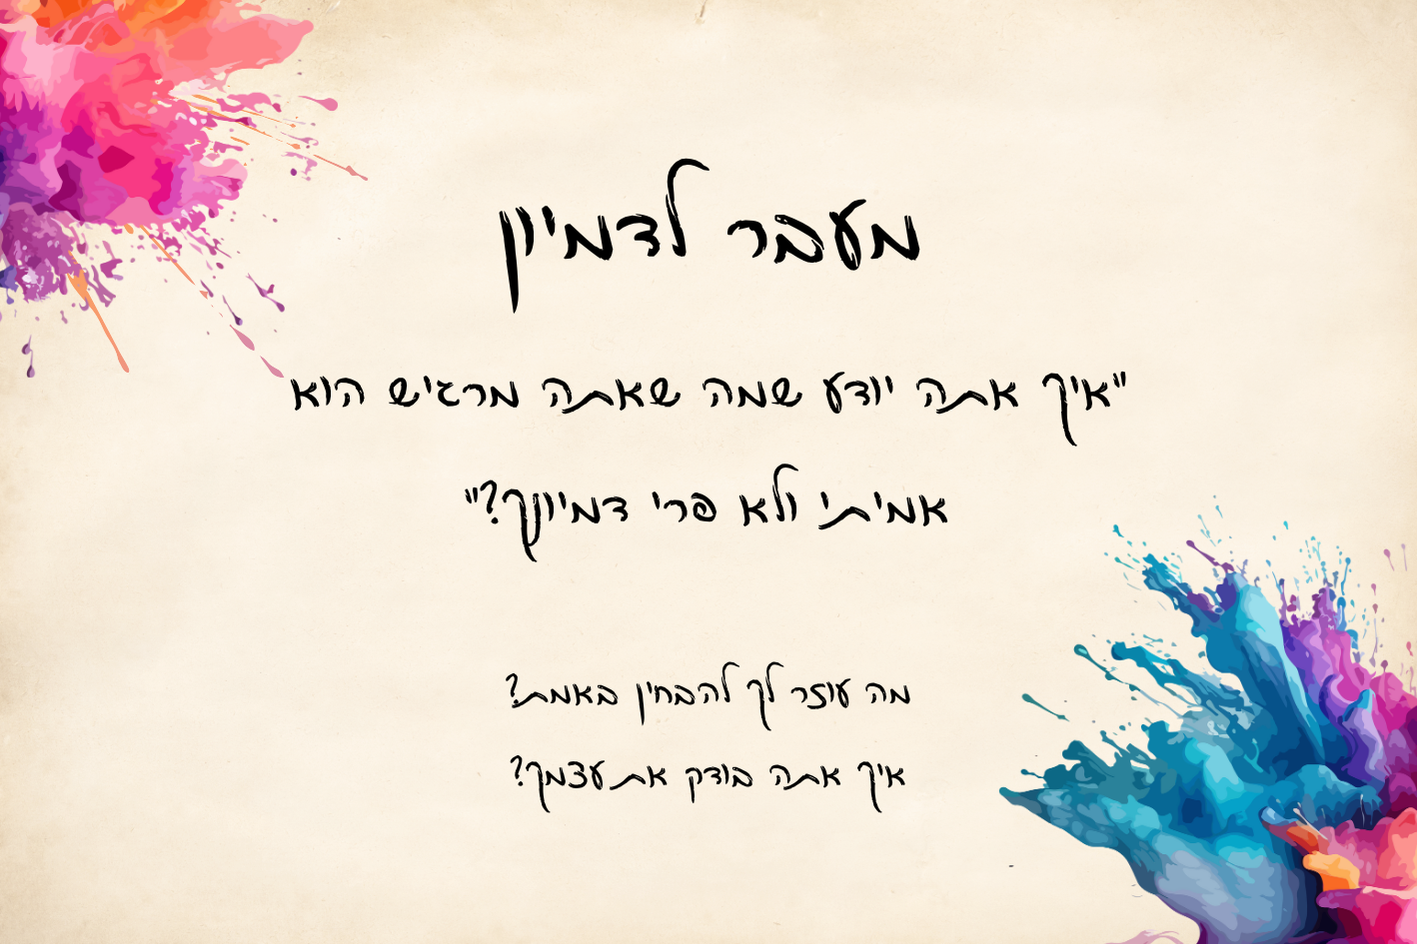 מעבר לדמיון
"איך אתה יודע שמה שאתה מרגיש הוא
אמיתי ולא פרי דמיונך?"
מה עוזר לך להבחין באמת?
איך אתה בודק את עצמך?